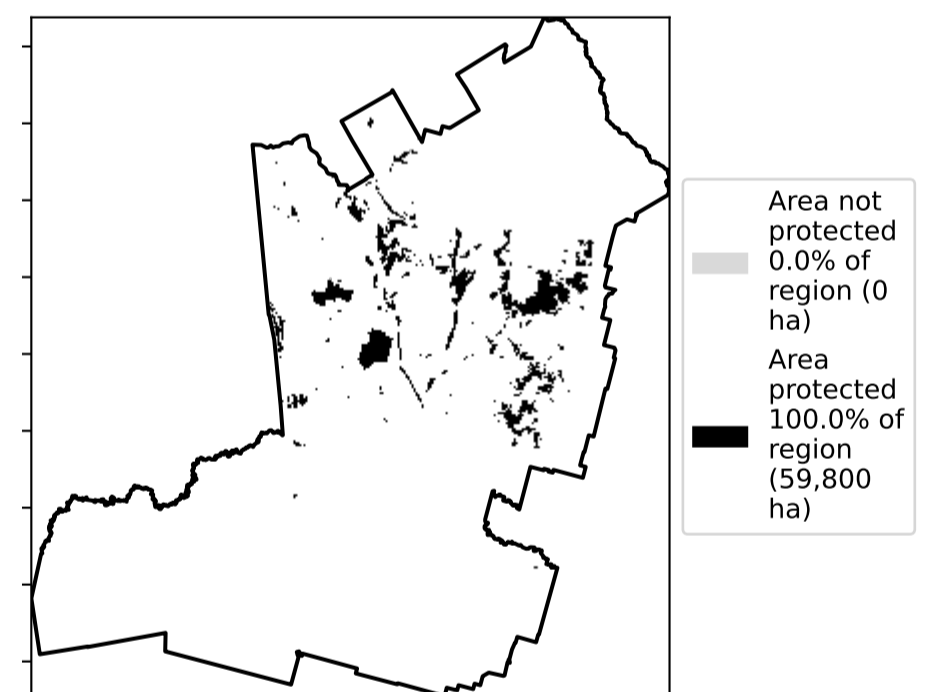 Area not
protected
0.0% of
region (0
ha)
Area
protected
100.0% of
region
(59,800
ha)